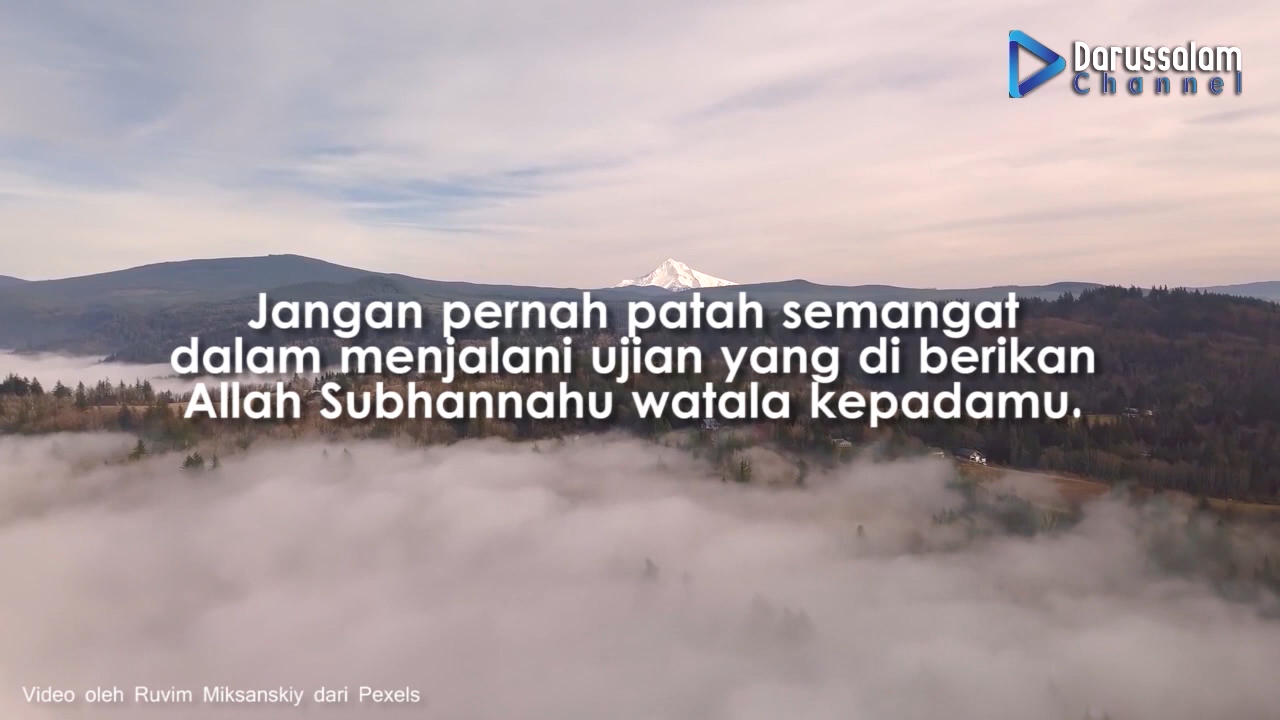 Darussalam
Channel
Jangan pernah patah semangat
dalam menjalani ujian yang di berikan
Allah Subhannahu watala kepadamu.
Video oleh Ruvim Miksanskiy dari Pexels